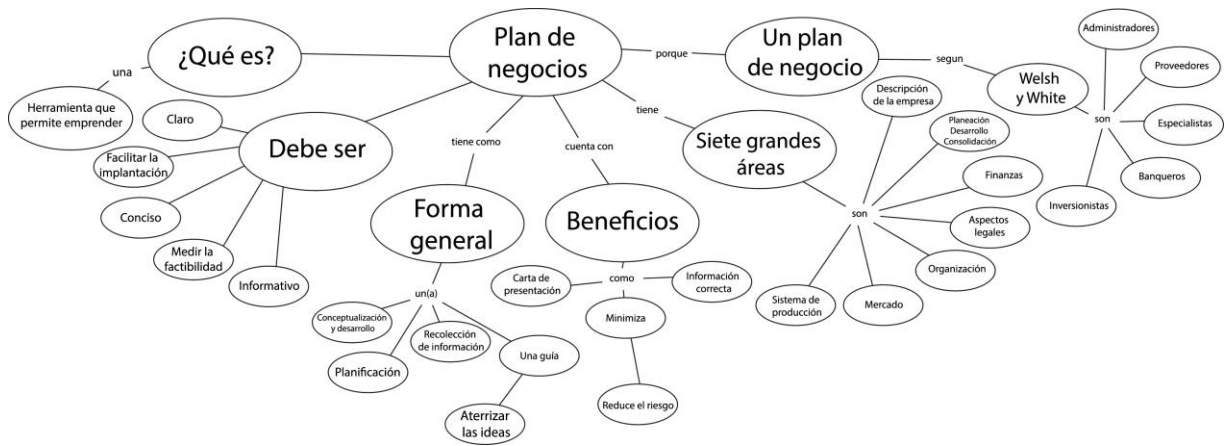 Plan de
negocios
¿Qué es?
una
Herramienta que
permite emprender
Debe ser
Claro
Facilitar la
implantación
Conciso
Medir la
factibilidad
Informativo
tiene como
Forma
general
un(a)
Conceptualización
y desarrollo
Planificación
Recolección
de información
Una guía
Aterrizar
las ideas
cuenta con
Beneficios
como
Carta de
presentación
Minimiza
Reduce el riesgo
Información
correcta
tiene
Siete grandes
áreas
son
Descripción
de la empresa
Planeación
Desarrollo
Consolidación
Finanzas
Aspectos
legales
Organización
Mercado
Sistema de
producción
porque
Un plan
de negocio
segun
Welsh
y White
son
Administradores
Proveedores
Especialistas
Banqueros
Inversionistas